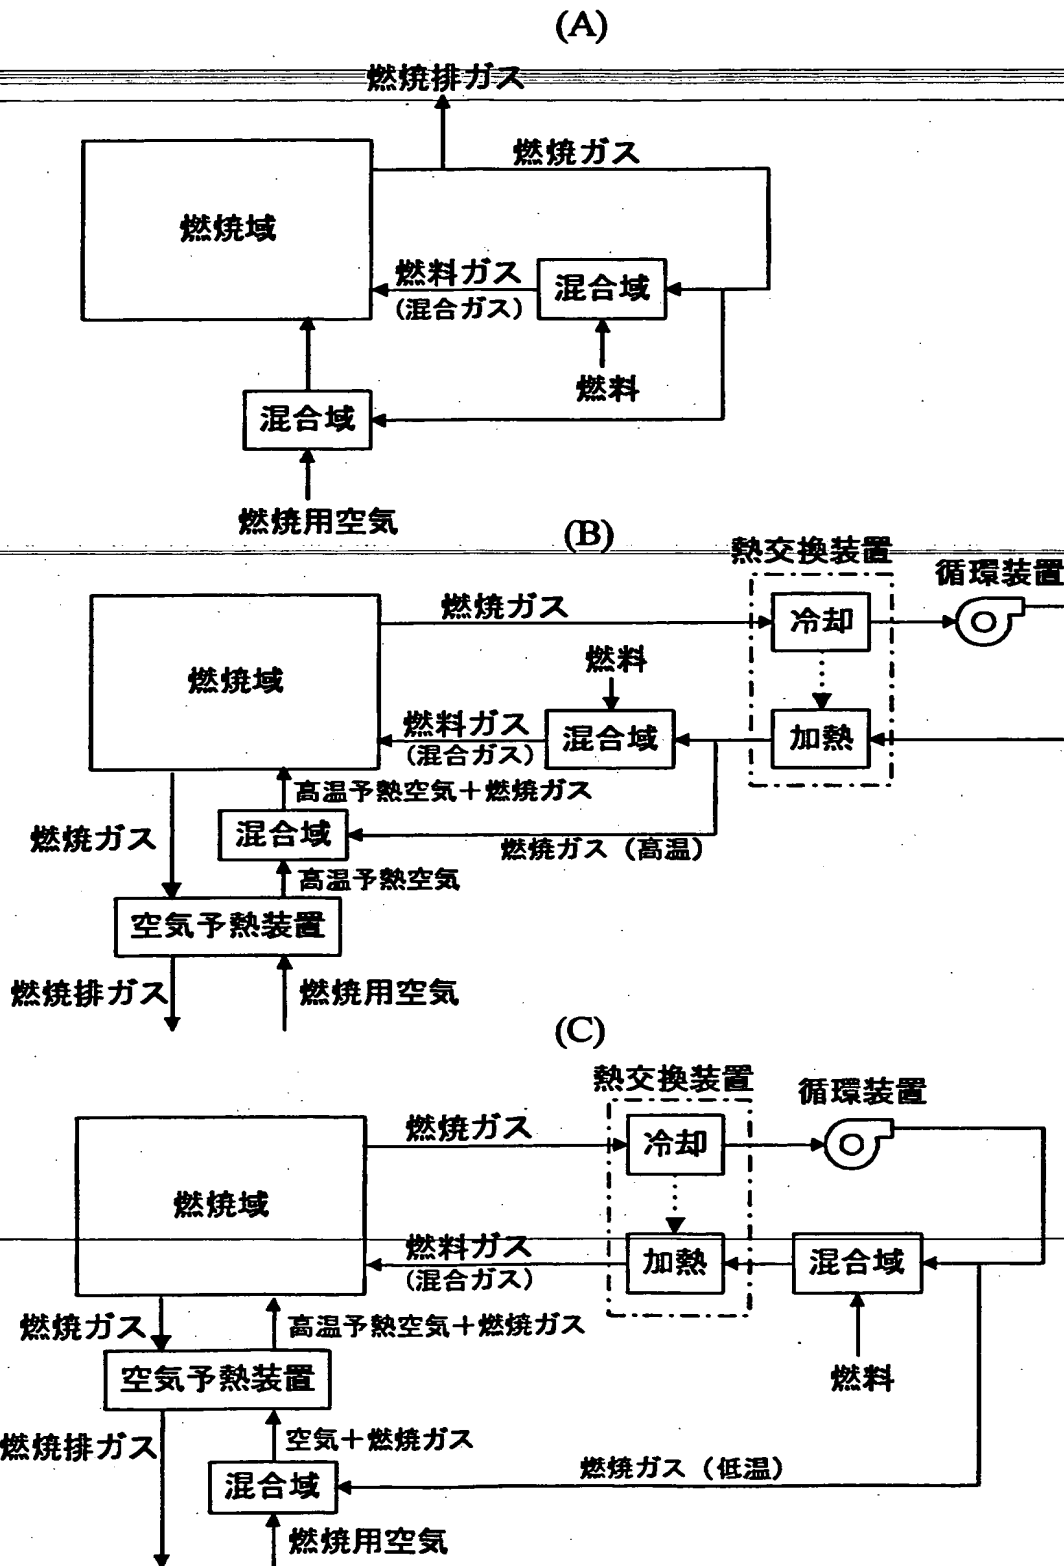 (A)
燃焼排ガス
燃焼ガス
燃焼域
燃料ガス
(混合ガス)
混合域
燃料
混合域
燃焼用空気
(B)
熱交換装置
循環装置
燃焼ガス
冷却
燃料
燃焼域
燃料ガス
(混合ガス)
混合域
加熱
高温予熱空気＋燃焼ガス
混合域
燃焼ガス
燃焼ガス（高温）
高温予熱空気
空気予熱装置
燃焼排ガス
燃焼用空気
(C)
熱交換装置
循環装置
燃焼ガス
冷却
燃焼域
燃料ガス
(混合ガス)
加熱
混合域
燃焼ガス
高温予熱空気＋燃焼ガス
空気予熱装置
燃料
燃焼排ガス
空気＋燃焼ガス
燃焼ガス（低温）
混合域
燃焼用空気